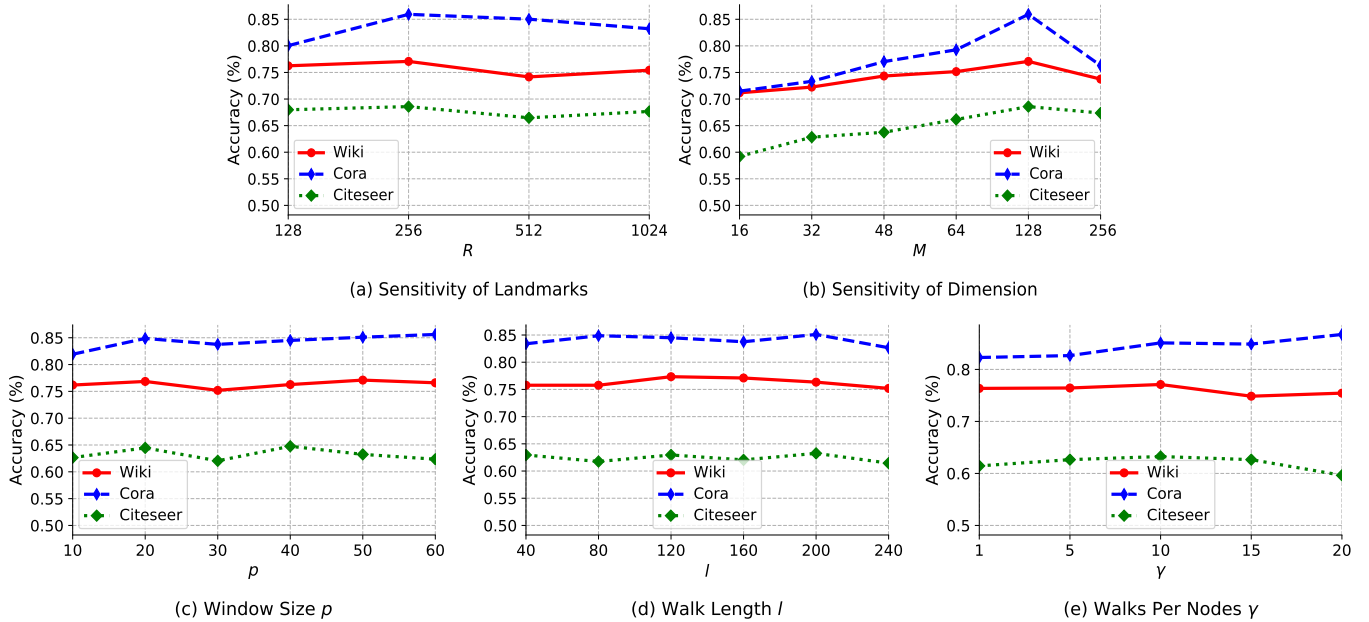 0.85
0.80
0.75
0.70
0.65
0.60
0.55
0.50
Accuracy (%)
Wiki
Cora
Citeseer
128 256 512 1024
R
(a) Sensitivity of Landmarks
0.85
0.80
0.75
0.70
0.65
0.60
0.55
0.50
Accuracy (%)
Wiki
Cora
Citeseer
16 32 48 64 128 256
M
(b) Sensitivity of Dimension
0.85
0.80
0.75
0.70
0.65
0.60
0.55
0.50
Accuracy (%)
Wiki
Cora
Citeseer
10 20 30 40 50 60
p
(c) Window Size p
0.85
0.80
0.75
0.70
0.65
0.60
0.55
0.50
Accuracy (%)
Wiki
Cora
Citeseer
40 80 120 160 200 240
l
(d) Walk Length l
0.8
0.7
0.6
0.5
Accuracy (%)
Wiki
Cora
Citeseer
1 5 10 15 20
γ
(e) Walks Per Nodes γ